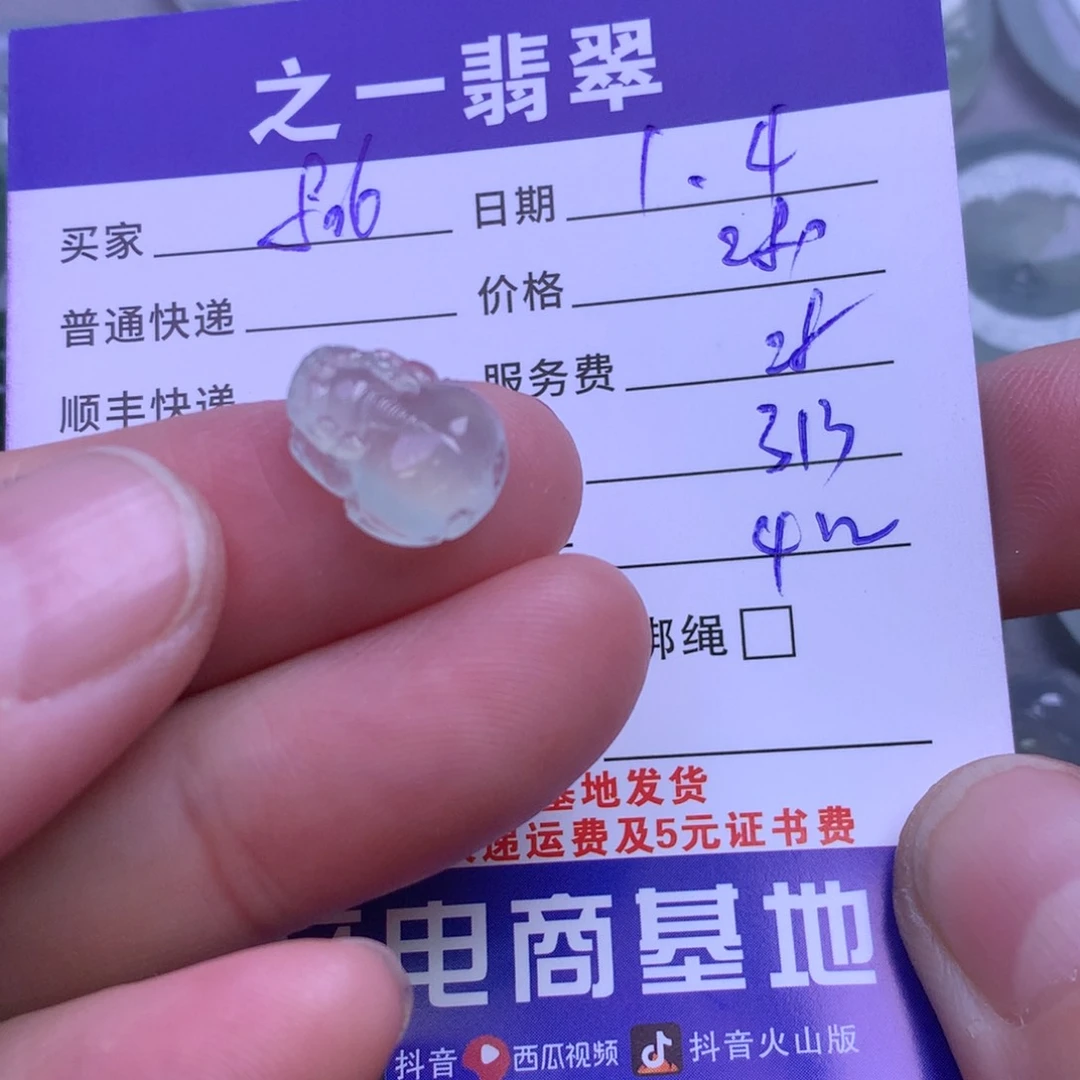 之一翡翠
买家 日期 1.4
普通快递 价格
顺丰快递 服务费 28
313
绑绳
基地发货
递运费及5元证书费
电商基地
抖音 西瓜视频 抖音火山版